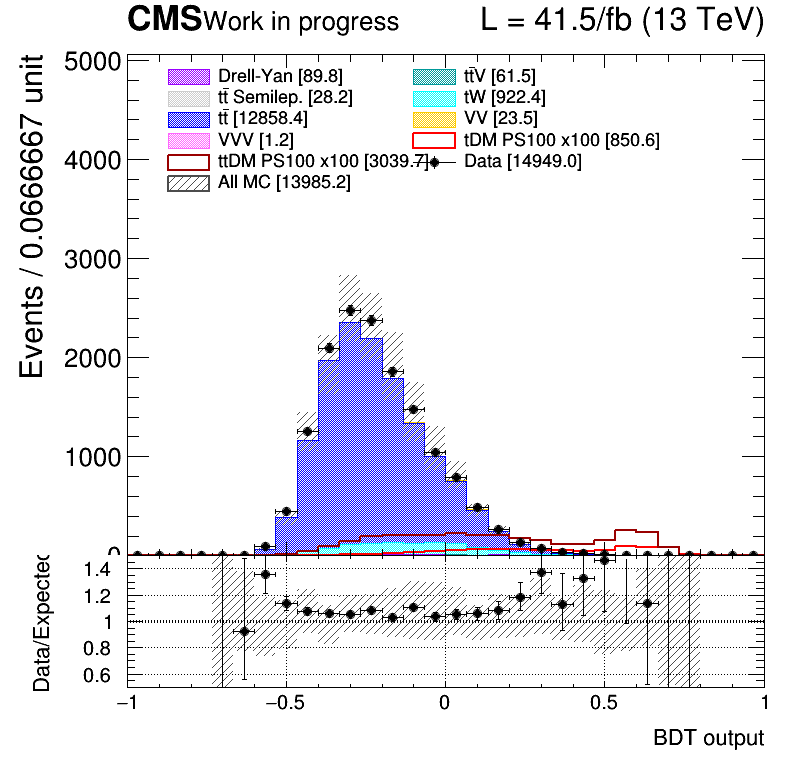 CMS Work in progress L = 41.5/fb (13 TeV)
Events / 0.0666667 unit
5000
4000
3000
2000
1000
0
Drell-Yan [89.8] tt̄V [61.5]
tt̄ Semilep. [28.2] tW [922.4]
tt̄ [12858.4] VV [23.5]
VVV [1.2] tDM PS100 x100 [850.6]
ttDM PS100 x100 [3039.7] Data [14949.0]
All MC [13985.2]
Data/Expected
1.4
1.2
1
0.8
0.6
−1 −0.5 0 0.5 1
BDT output